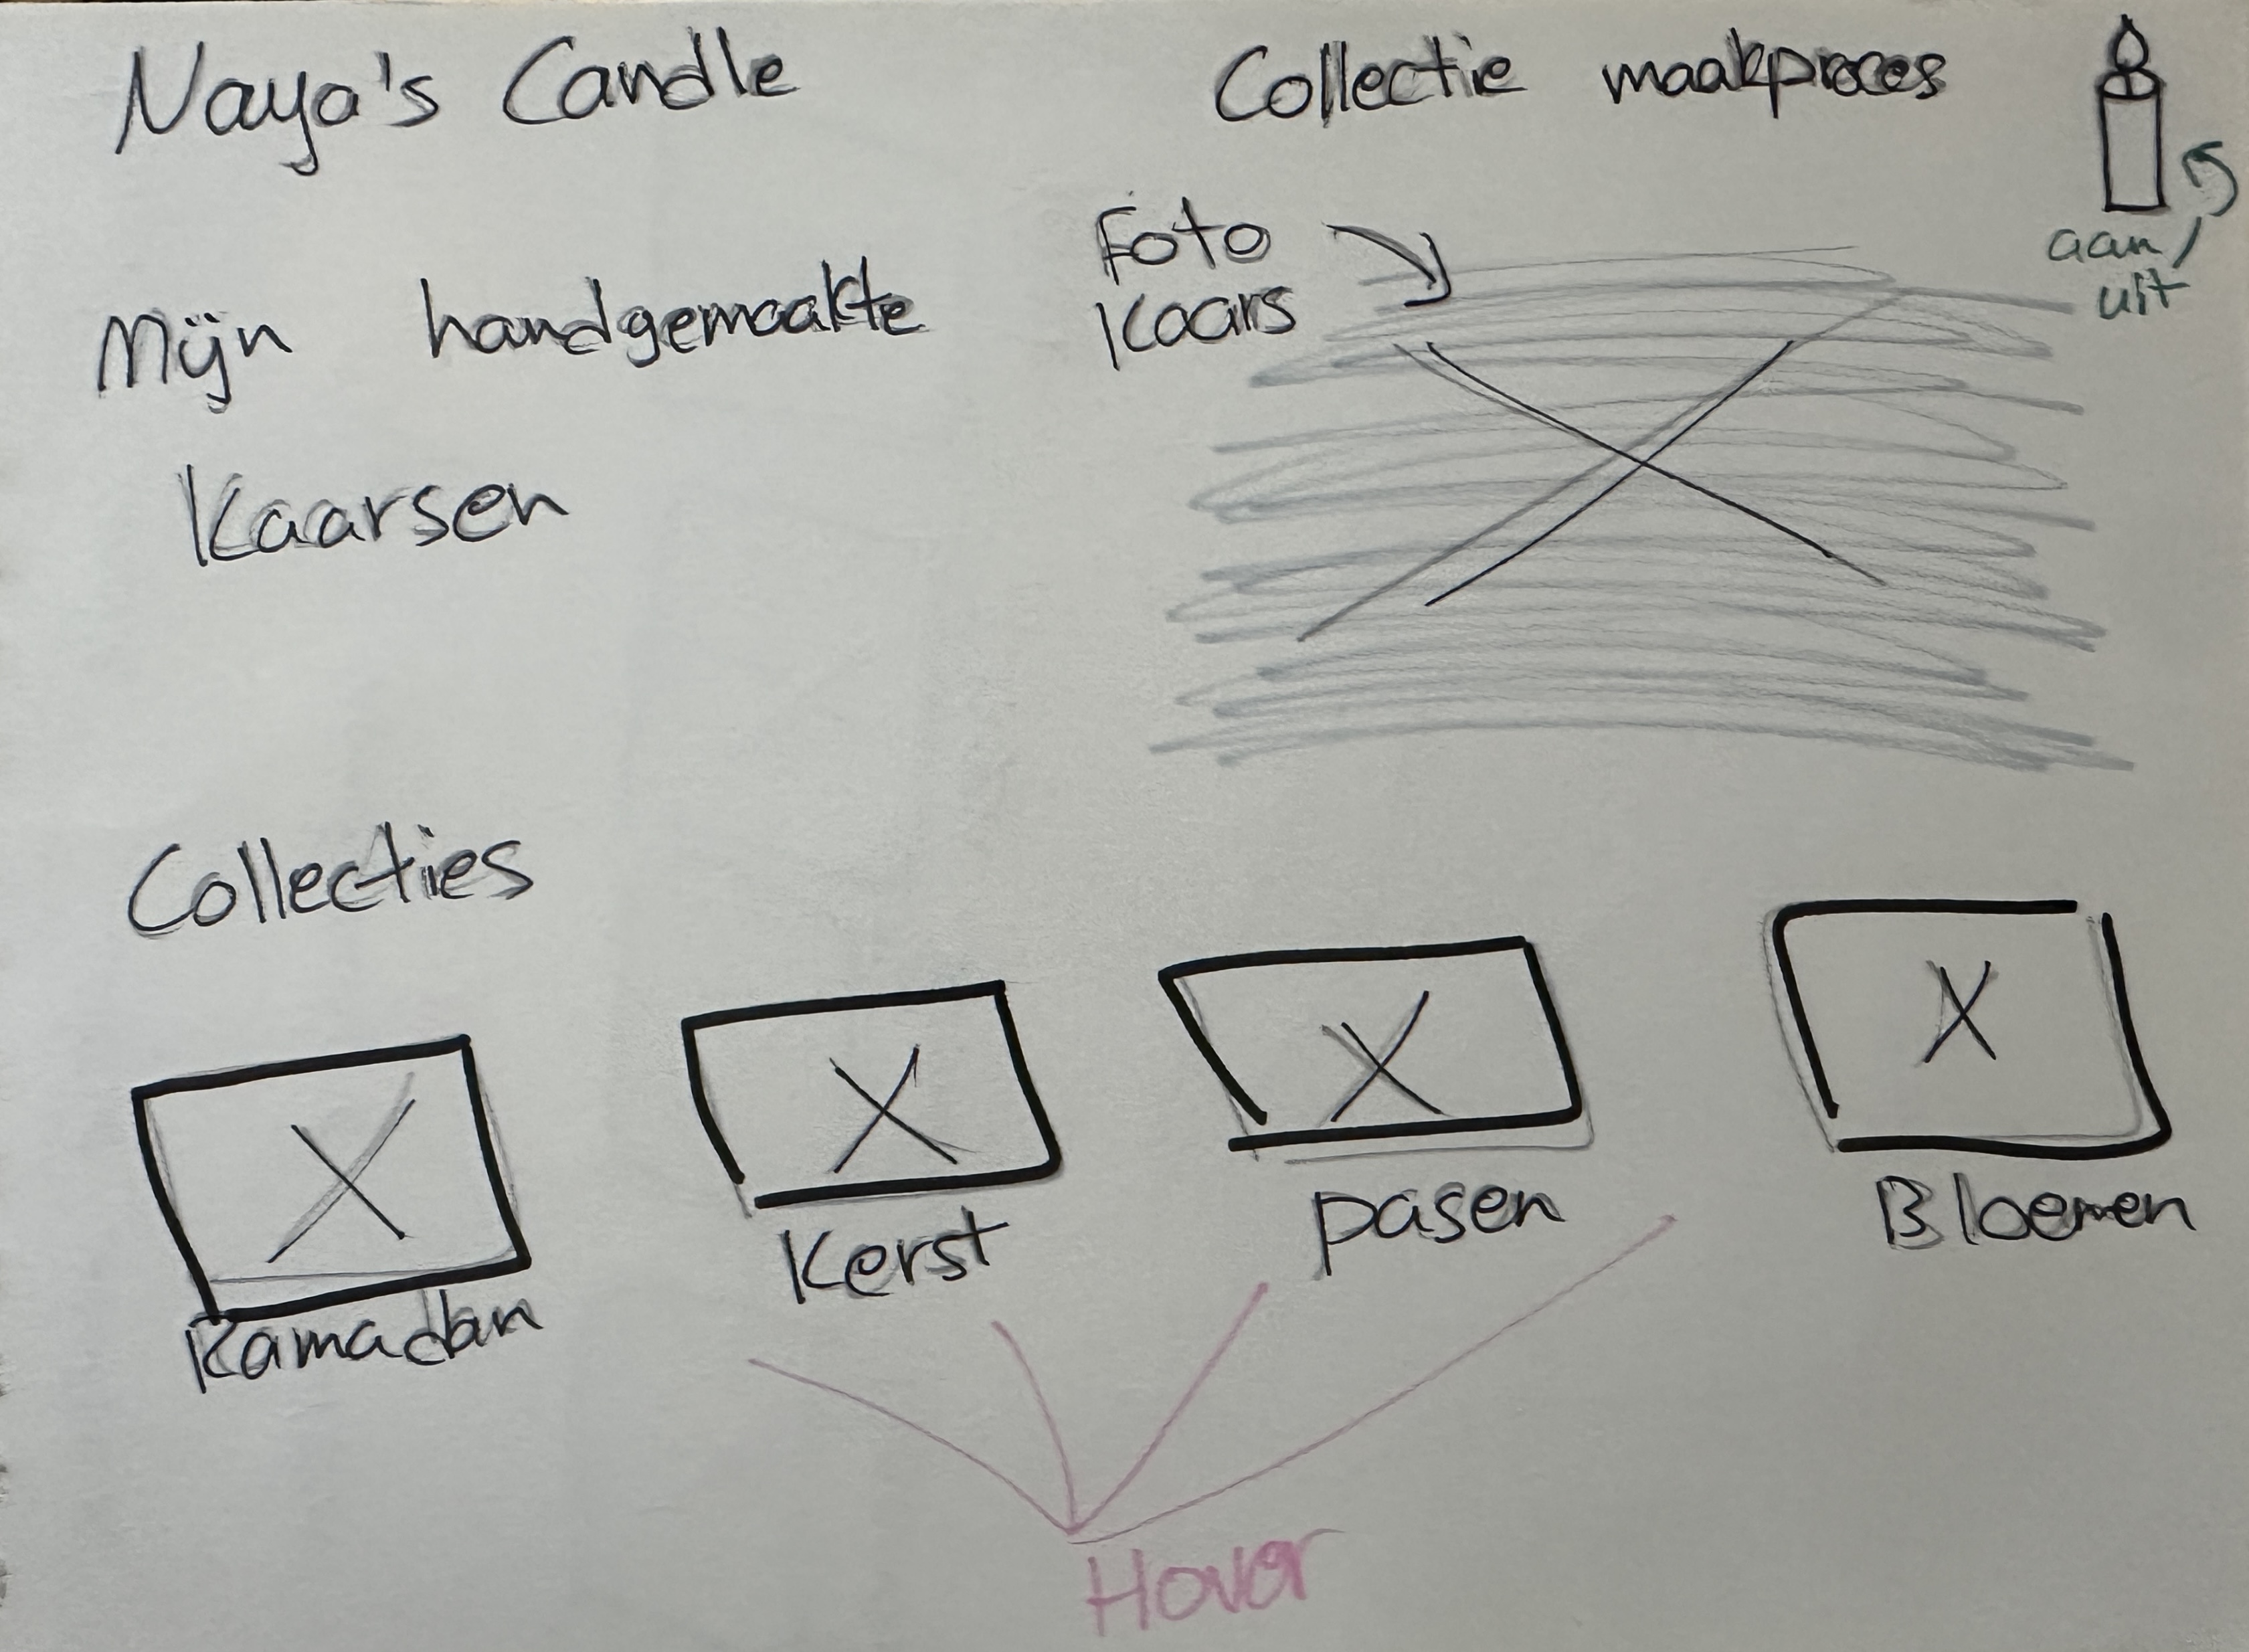 Naya's Candle
Collectie maakproces
aan/
uit
Foto
Kaars
Mijn handgemaakte
Kaarsen
Collecties
Ramadan
Kerst
pasen
Bloemen
Hover